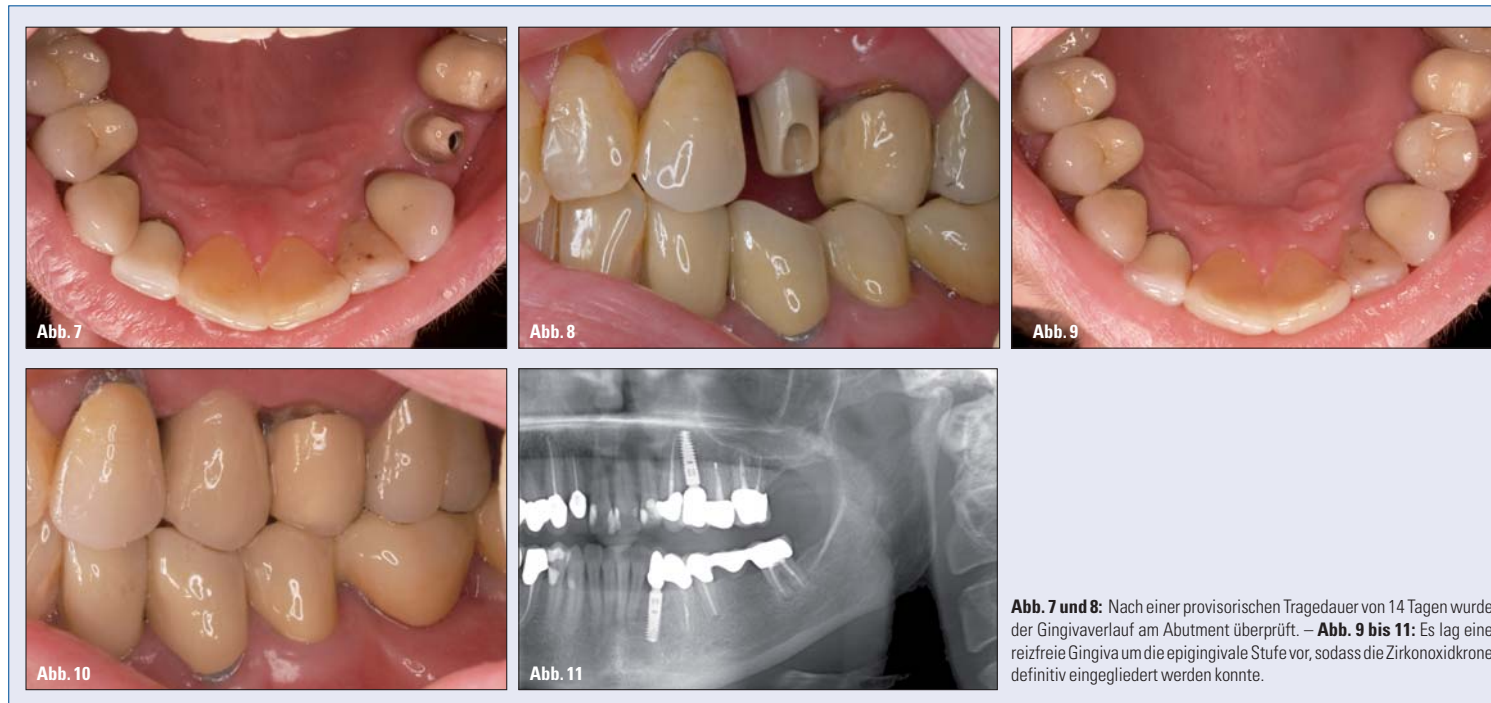 Abb. 7
Abb. 8
Abb. 9
Abb. 10
Abb. 11
Abb. 7 und 8: Nach einer provisorischen Tragedauer von 14 Tagen wurde
der Gingivaverlauf am Abutment überprüft. – Abb. 9 bis 11: Es lag eine
reizfreie Gingiva um die epigingivale Stufe vor, sodass die Zirkonoxidkrone
definitiv eingegliedert werden konnte.